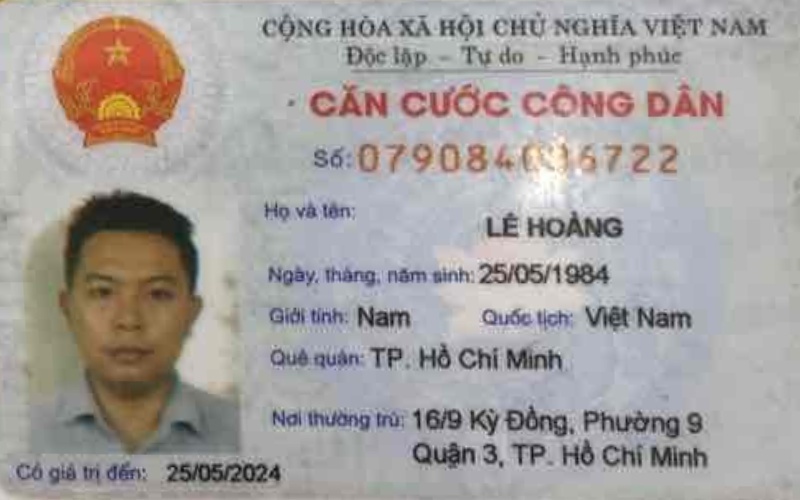 CỘNG HÒA XÃ HỘI CHỦ NGHĨA VIỆT NAM
Độc lập - Tự do - Hạnh phúc
CĂN CƯỚC CÔNG DÂN
Số:
Họ và tên: LÊ HOÀNG
Ngày, tháng, năm sinh: 25/05/1984
Giới tính: Nam Quốc tịch: Việt Nam
Quê quán: TP. Hồ Chí Minh
Nơi thường trú: 16/9 Kỳ Đồng, Phường 9
Quận 3, TP. Hồ Chí Minh
Có giá trị đến: 25/05/2024